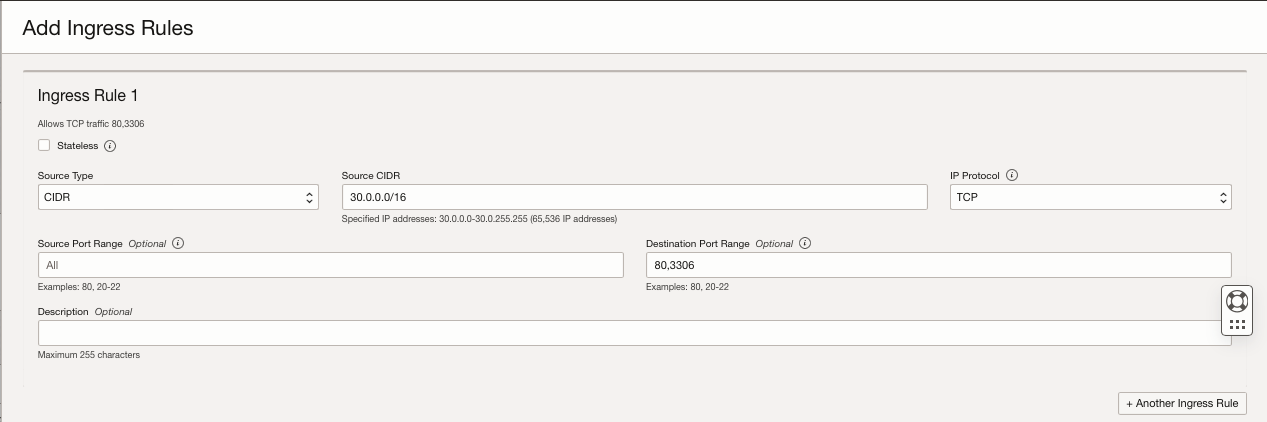 Add Ingress Rules
Ingress Rule 1
Allows TCP traffic 80,3306
Stateless
Source Type
Source CIDR
IP Protocol
CIDR
30.0.0.0/16
TCP
Specified IP addresses: 30.0.0.0-30.0.255.255 (65,536 IP addresses)
Source Port Range Optional
Destination Port Range Optional
All
80,3306
Examples: 80, 20-22
Examples: 80, 20-22
Description Optional
Maximum 255 characters
+ Another Ingress Rule